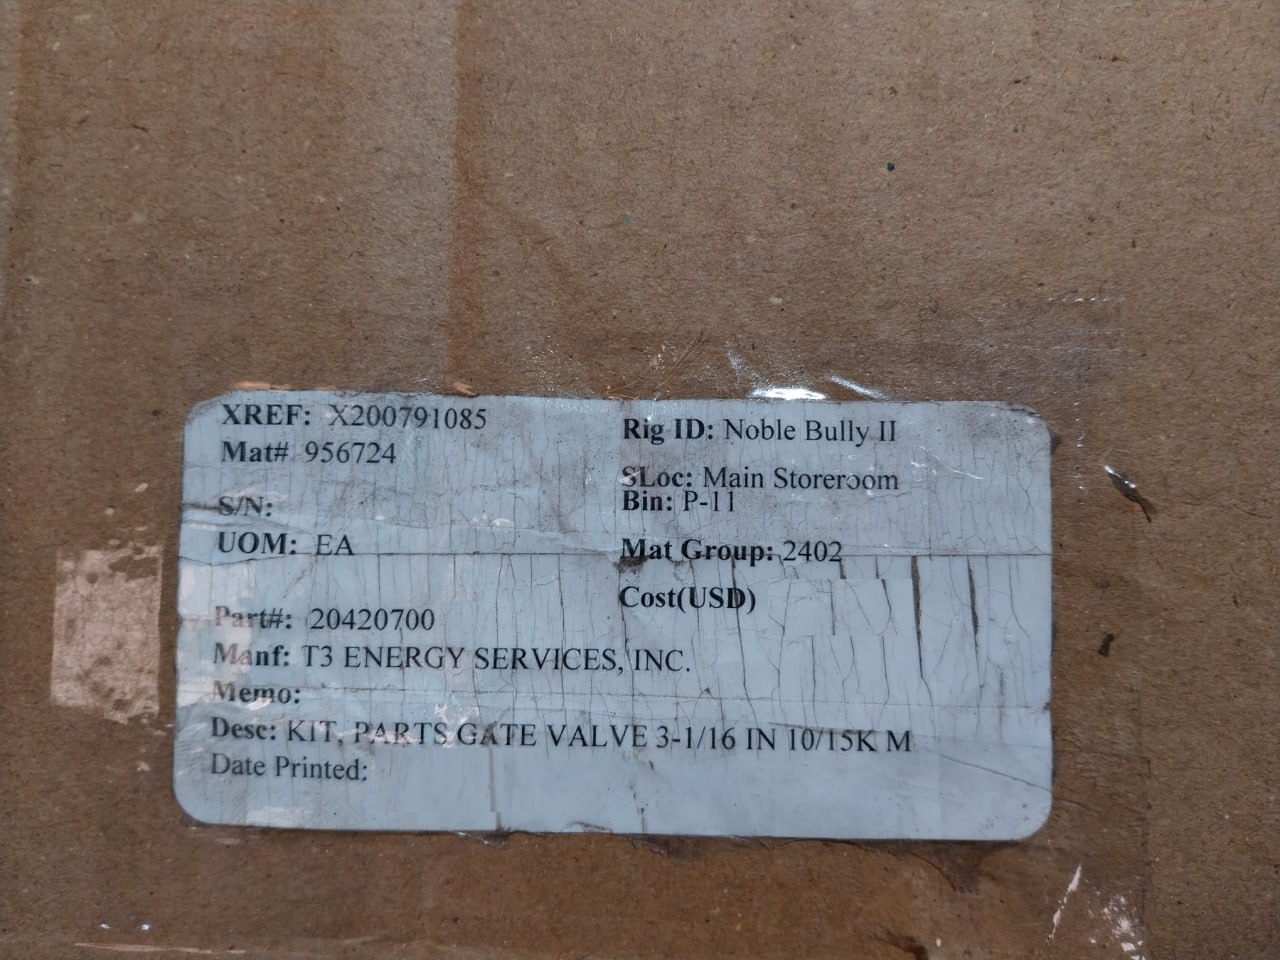 XREF: X200791085
Mat# 956724
S/N:
UOM: EA
Rig ID: Noble Bully II
SLoc: Main Storeroom
Bin: P-11
Mat Group: 2402
Cost(USD)
Part#: 20420700
Manf: T3 ENERGY SERVICES, INC.
Memo:
Desc: KIT, PARTS GATE VALVE 3-1/16 IN 10/15K M
Date Printed: